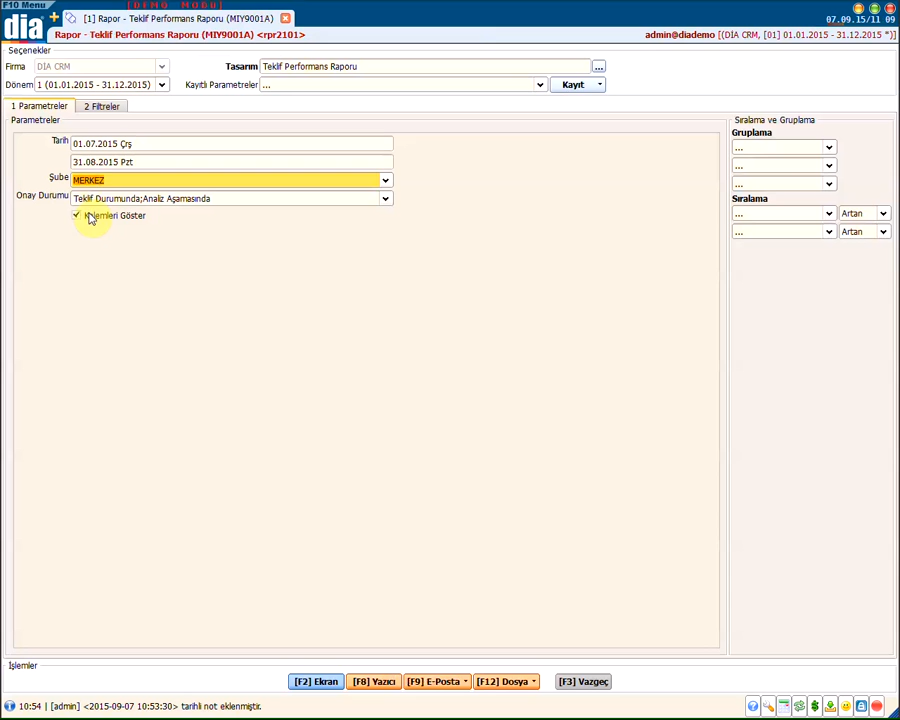 F10 Menu
[DEMO MODU]
dia
[1] Rapor - Teklif Performans Raporu (MIY9001A)
07.09.15/11 09
Rapor - Teklif Performans Raporu (MIY9001A) <rpr2101>
admin@diademo [(DİA CRM, [01] 01.01.2015 - 31.12.2015 *)]
Seçenekler
Firma DİA CRM Tasarım Teklif Performans Raporu ...
Dönem 1 (01.01.2015 - 31.12.2015) Kayıtlı Parametreler ... Kayıt
1 Parametreler 2 Filtreler
Parametreler
Sıralama ve Gruplama
Tarih 01.07.2015 Çrş
31.08.2015 Pzt
Şube MERKEZ
Onay Durumu Teklif Durumunda;Analiz Aşamasında
Kalemleri Göster
Gruplama
...
...
...
Sıralama
... Artan
... Artan
İşlemler
[F2] Ekran [F8] Yazıcı [F9] E-Posta [F12] Dosya [F3] Vazgeç
10:54 | [admin] <2015-09-07 10:53:30> tarihli not eklenmiştir.